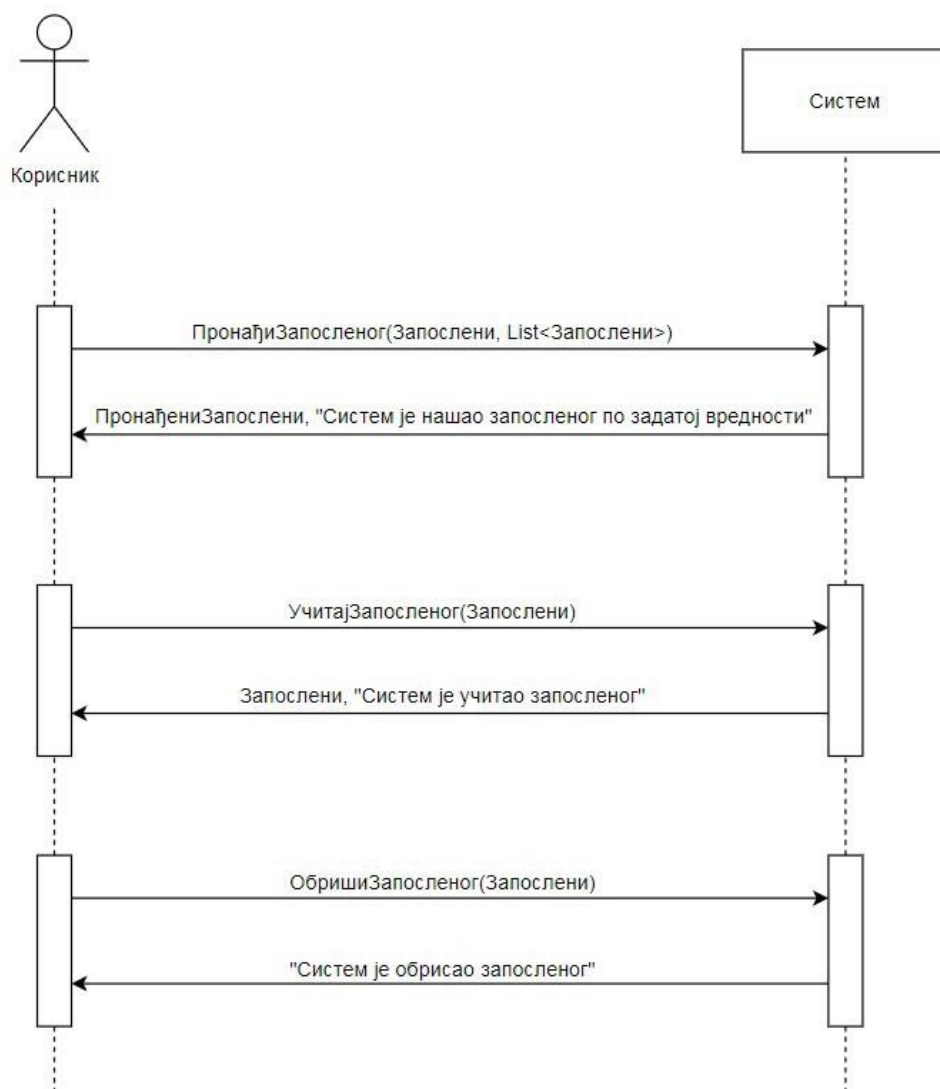 Систем
Корисник
ПронађиЗапосленог(Запослени, List<Запослени>)
ПронађениЗапослени, "Систем је нашао запосленог по задатој вредности"
УчитајЗапосленог(Запослени)
Запослени, "Систем је учитао запосленог"
ОбришиЗапосленог(Запослени)
"Систем је обрисао запосленог"